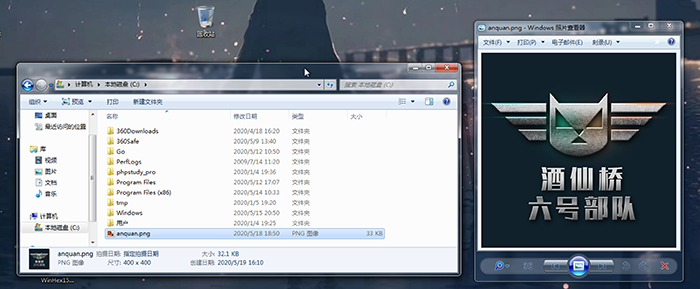 回收站
anquan.png - Windows 照片查看器
文件(F) 打印(P) 电子邮件(E) 刻录(U)
计算机 本地磁盘 (C:)
搜索 本地磁盘 (C:)
组织 预览 打印 新建文件夹
名称 修改日期 类型 大小
桌面
最近访问的位置
库
视频
图片
文档
音乐
计算机
本地磁盘 (C:)
360Downloads 2020/4/18 16:20 文件夹
360Safe 2020/5/9 13:40 文件夹
Go 2020/5/12 10:50 文件夹
PerfLogs 2009/7/14 11:20 文件夹
phpstudy_pro 2020/1/4 19:21 文件夹
Program Files 2020/5/12 17:07 文件夹
Program Files (x86) 2020/5/13 10:33 文件夹
tmp 2020/1/5 19:20 文件夹
Windows 2020/5/15 20:50 文件夹
用户 2020/1/4 19:25 文件夹
anquan.png 2020/5/18 18:50 PNG 图像 33 KB
anquan.png 拍摄日期: 指定拍摄日期 大小: 32.1 KB
PNG 图像 尺寸: 400 x 400 创建日期: 2020/5/19 16:10
WinHex15...
酒仙桥
六号部队